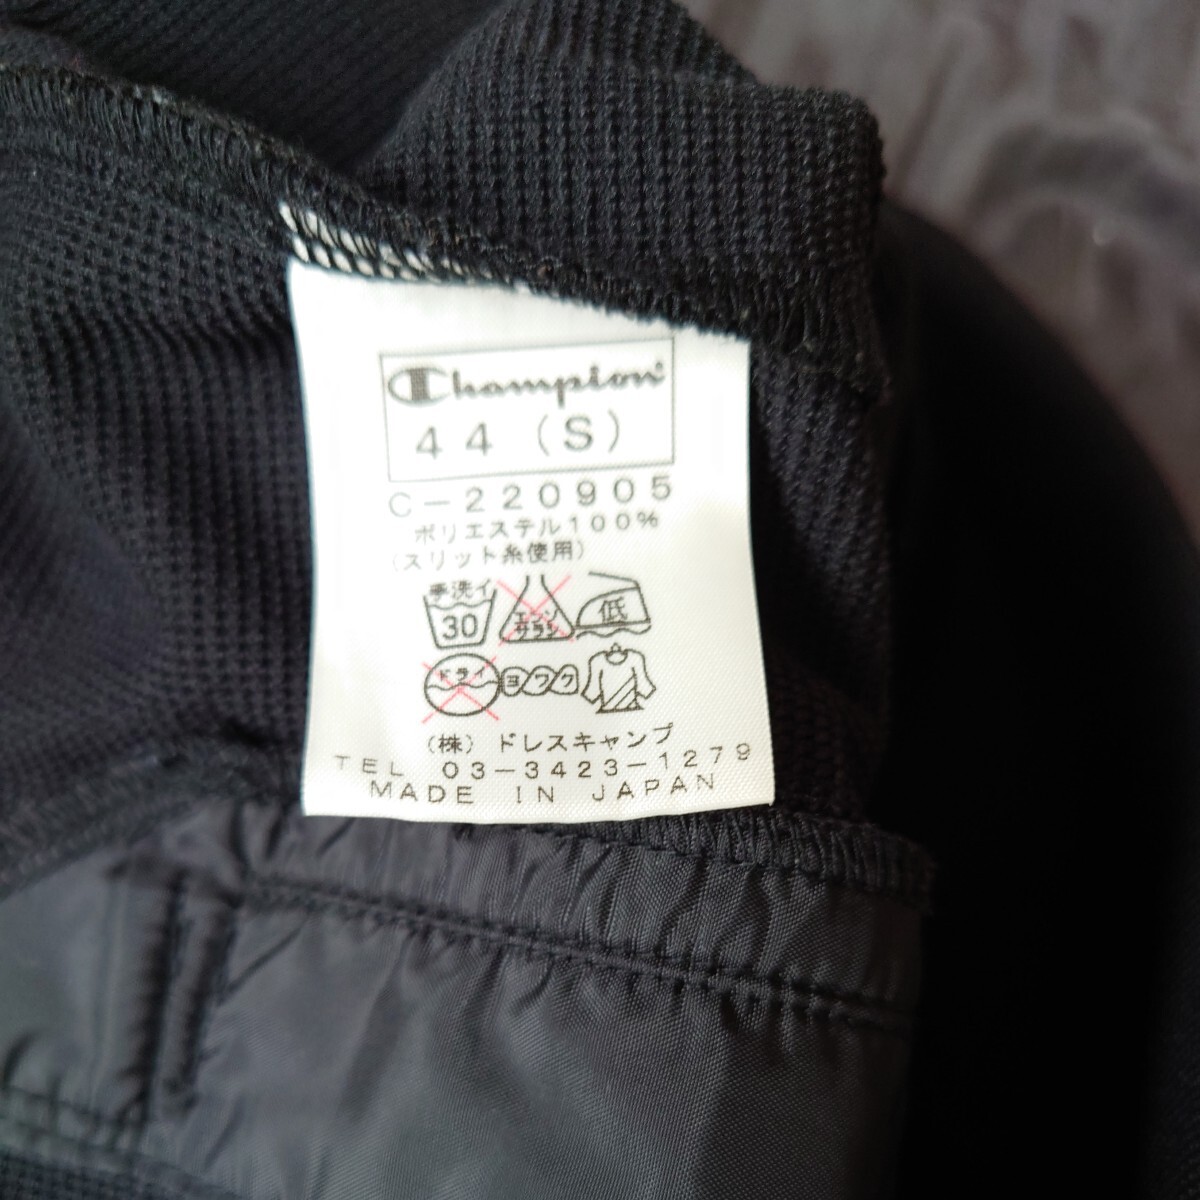 Champion
44 (S)
C-220905
ポリエステル100%
(スリット糸使用)
手洗イ
30
エンソ
サラシ
低
ドライ
ヨワク
(株) ドレスキャンプ
TEL 03-3423-1279
MADE IN JAPAN